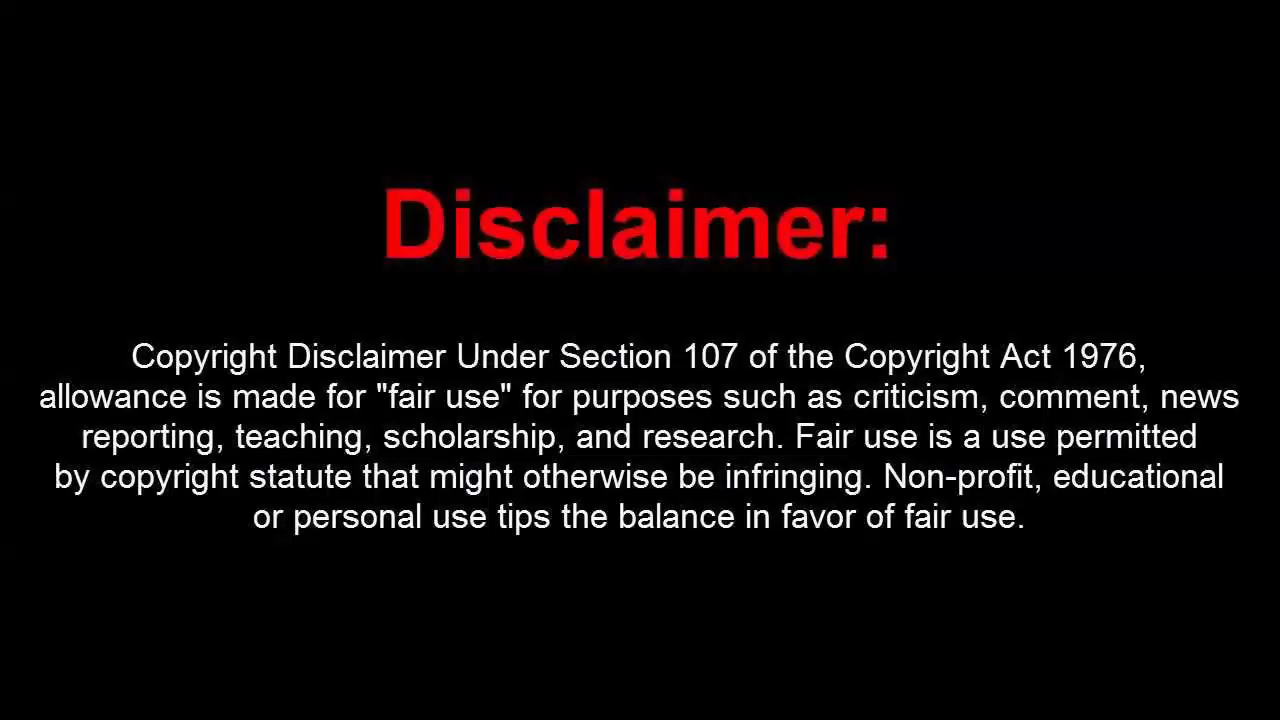 Disclaimer:
Copyright Disclaimer Under Section 107 of the Copyright Act 1976,
allowance is made for "fair use" for purposes such as criticism, comment, news
reporting, teaching, scholarship, and research. Fair use is a use permitted
by copyright statute that might otherwise be infringing. Non-profit, educational
or personal use tips the balance in favor of fair use.